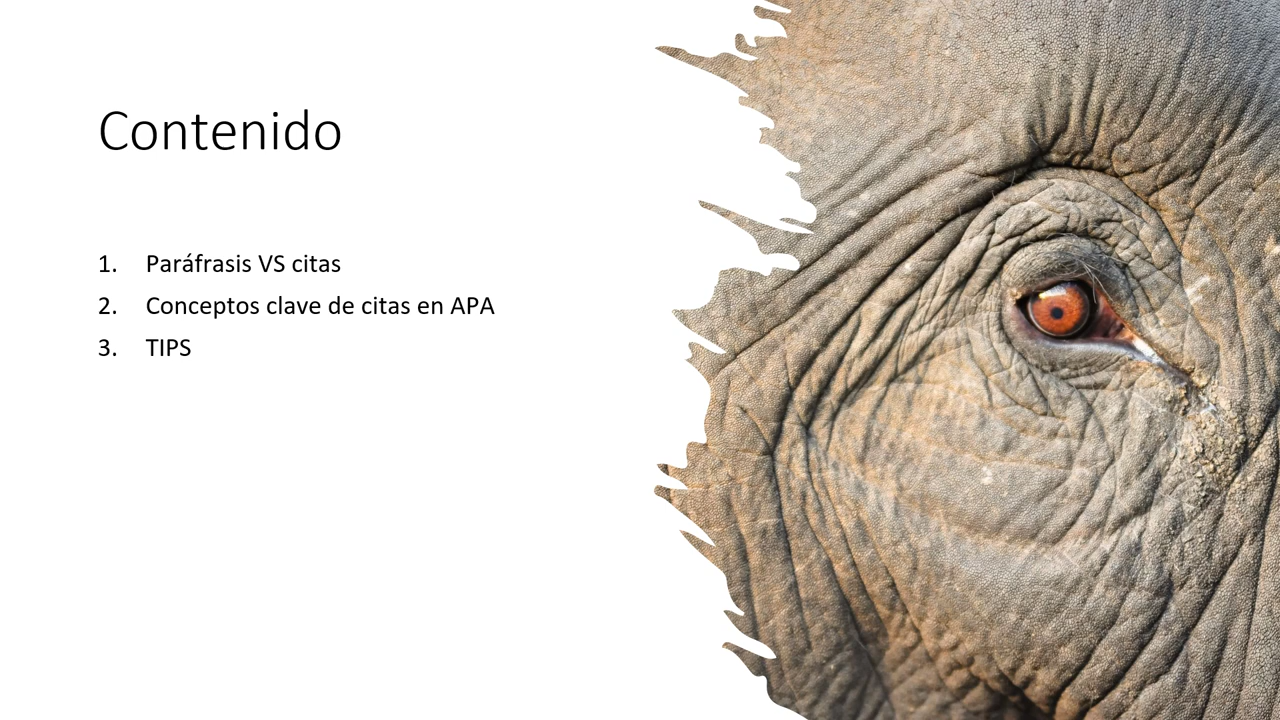 Contenido
1. Paráfrasis VS citas
2. Conceptos clave de citas en APA
3. TIPS